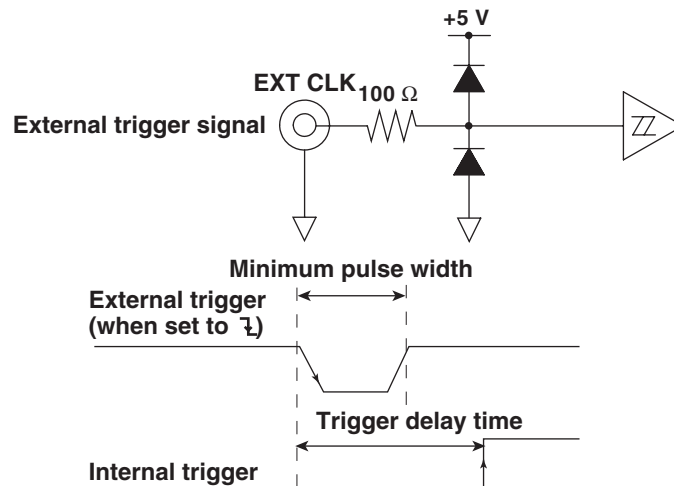 +5 V
EXT CLK
100 Ω
External trigger signal
Minimum pulse width
External trigger
(when set to )
Trigger delay time
Internal trigger